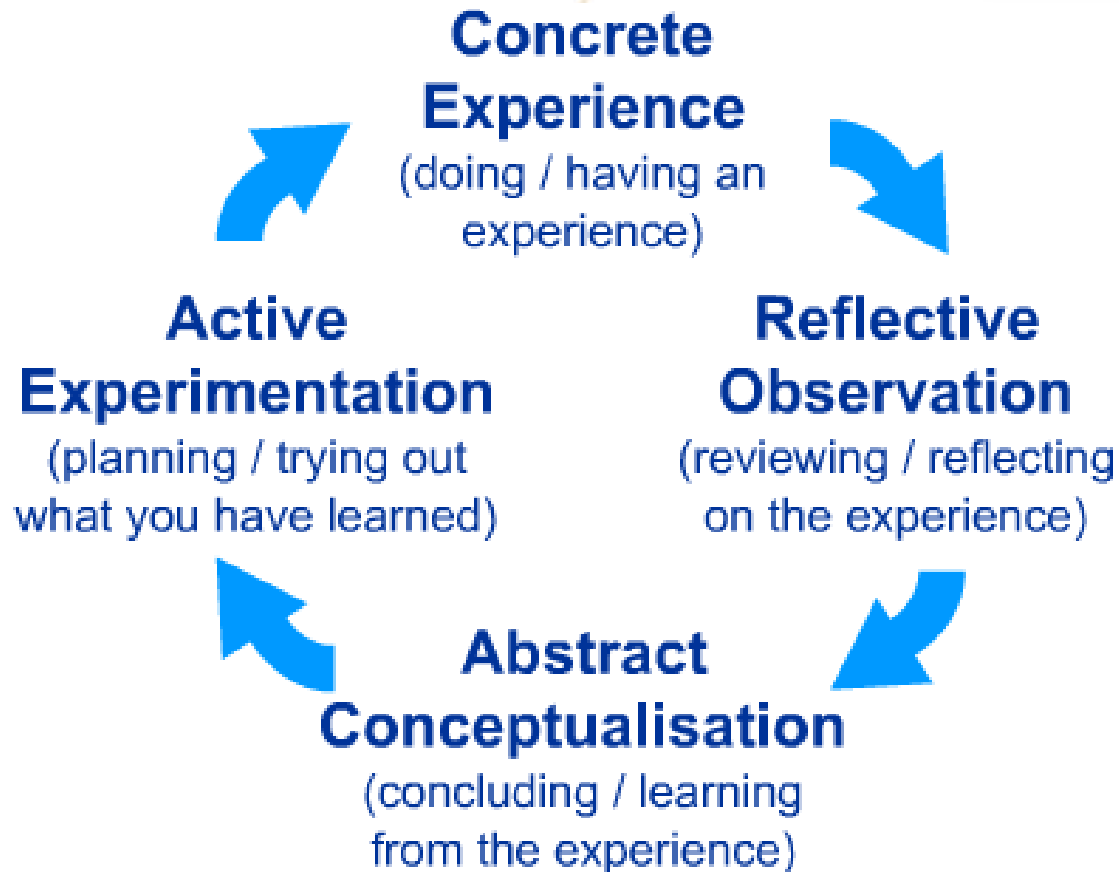 Concrete
Experience
(doing / having an
experience)
Reflective
Observation
(reviewing / reflecting
on the experience)
Abstract
Conceptualisation
(concluding / learning
from the experience)
Active
Experimentation
(planning / trying out
what you have learned)